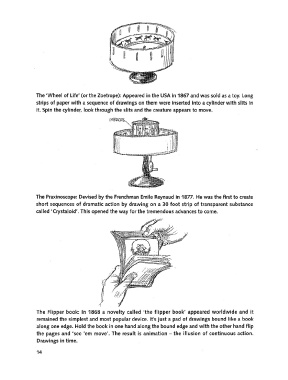 The 'Wheel of Life' (or the Zoetrope): Appeared in the USA in 1867 and was sold as a top. Long
strips of paper with a sequence of drawings on them were inserted into a cylinder with slits in
it. Spin the cylinder, look through the slits and the creature appears to move.
The Praxinoscope: Devised by the Frenchman Emile Reynaud in 1877. He was the first to create
short sequences of dramatic action by drawing on a 30 foot strip of transparent substance
called 'Crystaloid'. This opened the way for the tremendous advances to come.
The Flipper book: In 1868 a novelty called 'the flipper book' appeared worldwide and it
remained the simplest and most popular device. It's just a pad of drawings bound like a book
along one edge. Hold the book in one hand along the bound edge and with the other hand flip
the pages and 'see 'em move'. The result is animation – the illusion of continuous action.
Drawings in time.
14